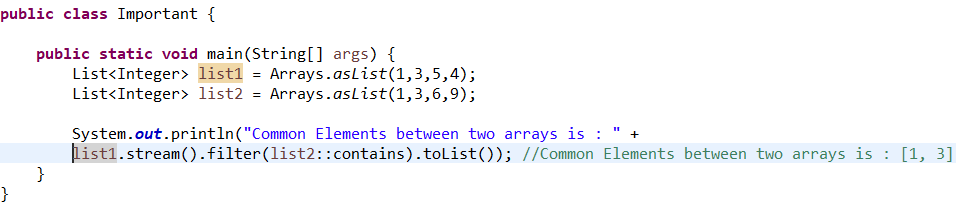 public class Important {
public static void main(String[] args) {
List<Integer> list1 = Arrays.asList(1,3,5,4);
List<Integer> list2 = Arrays.asList(1,3,6,9);
System.out.println("Common Elements between two arrays is : " +
list1.stream().filter(list2::contains).toList()); //Common Elements between two arrays is : [1, 3]
}
}